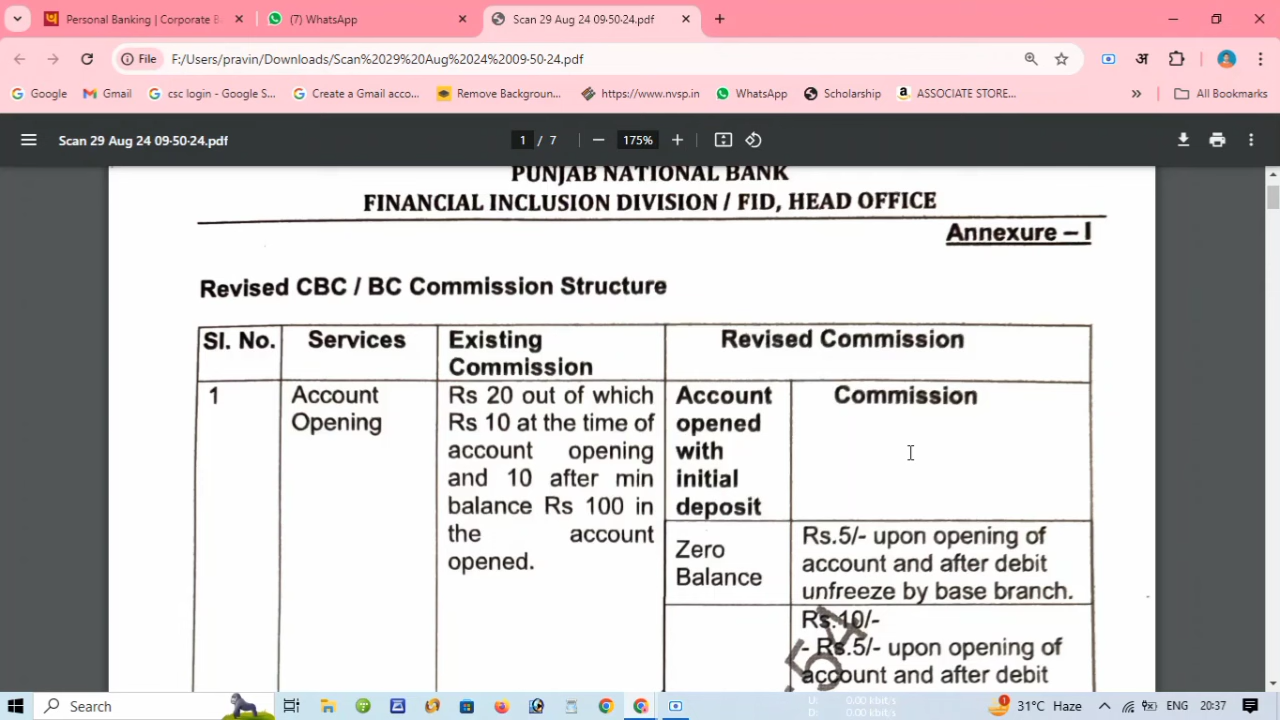 Personal Banking | Corporate B
(7) WhatsApp
Scan 29 Aug 24 09-50-24.pdf
File
F:/Users/pravin/Downloads/Scan%2029%20Aug%2024%2009-50-24.pdf
अ
Google
Gmail
csc login - Google S...
Create a Gmail acco...
Remove Backgroun...
https://www.nvsp.in
WhatsApp
Scholarship
ASSOCIATE STORE...
All Bookmarks
Scan 29 Aug 24 09-50-24.pdf
1 / 7
175%
PUNJAB NATIONAL BANK
FINANCIAL INCLUSION DIVISION / FID, HEAD OFFICE
Annexure – I
Revised CBC / BC Commission Structure
Sl. No.
Services
Existing
Commission
Revised Commission
1
Account
Opening
Rs 20 out of which
Rs 10 at the time of
account opening
and 10 after min
balance Rs 100 in
the account
opened.
Account
opened
with
initial
deposit
Commission
Zero
Balance
Rs.5/- upon opening of
account and after debit
unfreeze by base branch.
Rs.10/-
- Rs.5/- upon opening of
account and after debit
Search
U: 0.00 kbit/s
D: 0.00 kbit/s
1
31°C Haze
ENG
20:37